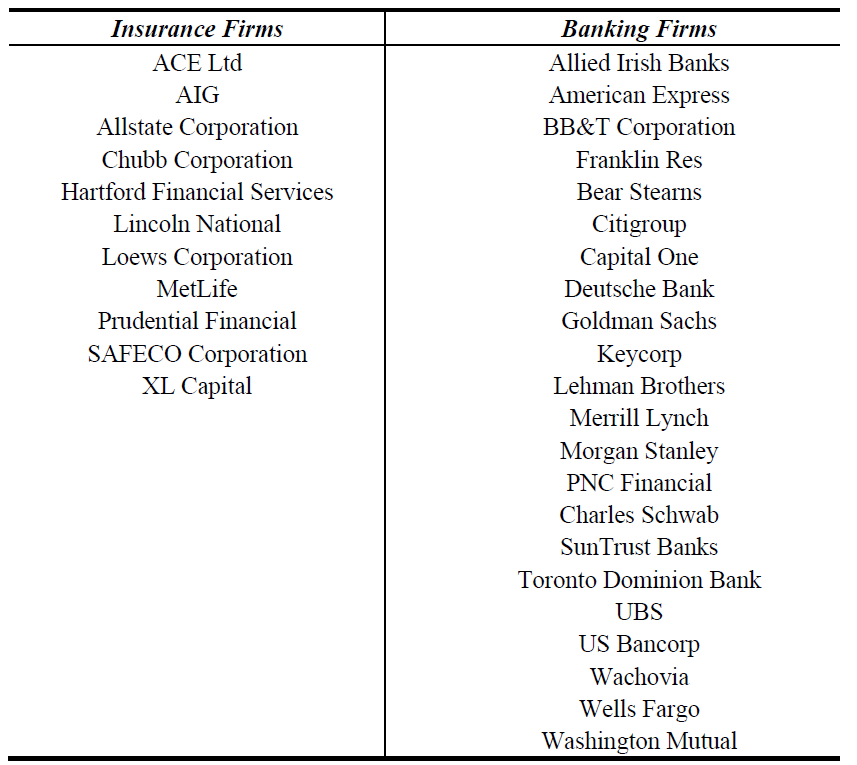 Insurance Firms Banking Firms
ACE Ltd Allied Irish Banks
AIG American Express
Allstate Corporation BB&T Corporation
Chubb Corporation Franklin Res
Hartford Financial Services Bear Stearns
Lincoln National Citigroup
Loews Corporation Capital One
MetLife Deutsche Bank
Prudential Financial Goldman Sachs
SAFECO Corporation Keycorp
XL Capital Lehman Brothers
Merrill Lynch
Morgan Stanley
PNC Financial
Charles Schwab
SunTrust Banks
Toronto Dominion Bank
UBS
US Bancorp
Wachovia
Wells Fargo
Washington Mutual